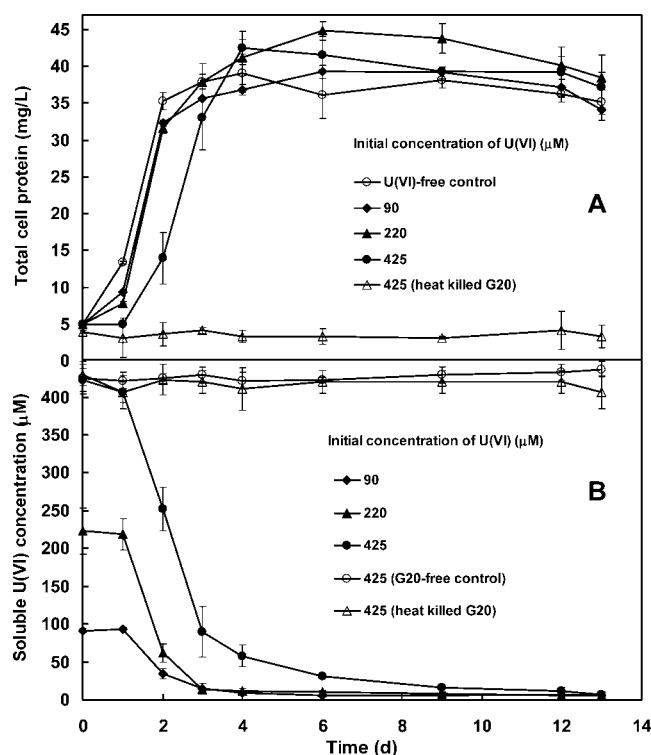 50
45
40
35
30
25
20
15
10
5
0
Total cell protein (mg/L)
Initial concentration of U(VI) (μM)
U(VI)-free control
90
220
425
425 (heat killed G20)
A
400
350
300
250
200
150
100
50
0
Soluble U(VI) concentration (μM)
Initial concentration of U(VI) (μM)
90
220
425
425 (G20-free control)
425 (heat killed G20)
B
0 2 4 6 8 10 12 14
Time (d)